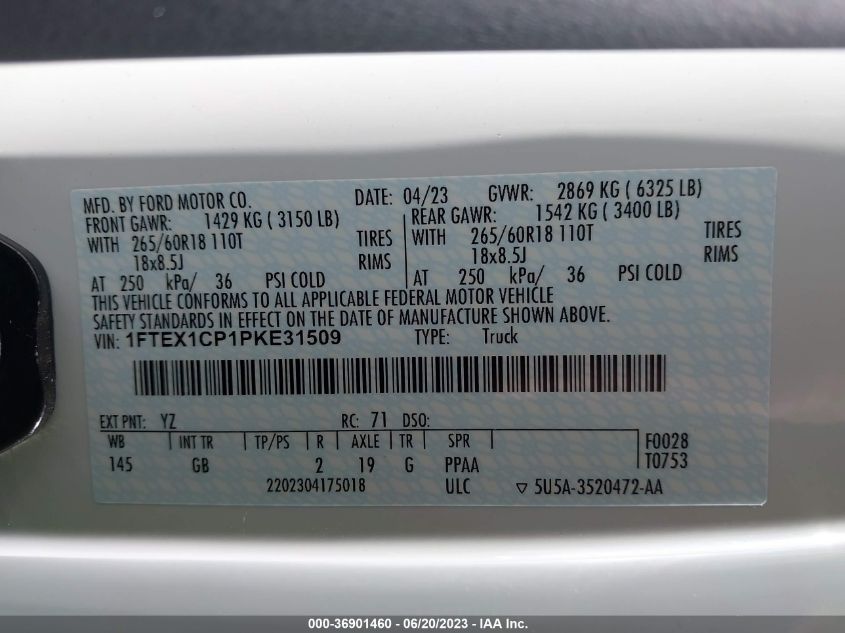 MFD. BY FORD MOTOR CO. DATE: 04/23 GVWR: 2869 KG ( 6325 LB)
FRONT GAWR: 1429 KG ( 3150 LB) REAR GAWR: 1542 KG ( 3400 LB)
WITH 265/60R18 110T TIRES WITH 265/60R18 110T TIRES
18x8.5J RIMS 18x8.5J RIMS
AT 250 kPa/ 36 PSI COLD AT 250 kPa/ 36 PSI COLD
THIS VEHICLE CONFORMS TO ALL APPLICABLE FEDERAL MOTOR VEHICLE
SAFETY STANDARDS IN EFFECT ON THE DATE OF MANUFACTURE SHOWN ABOVE.
VIN: 1FTEX1CP1PKE31509 TYPE: Truck
EXT PNT: YZ RC: 71 DSO:
WB INT TR TP/PS R AXLE TR SPR F0028
145 GB 2 19 G PPAA T0753
2202304175018 ULC ▽ 5U5A-3520472-AA
000-36901460 - 06/20/2023 - IAA Inc.